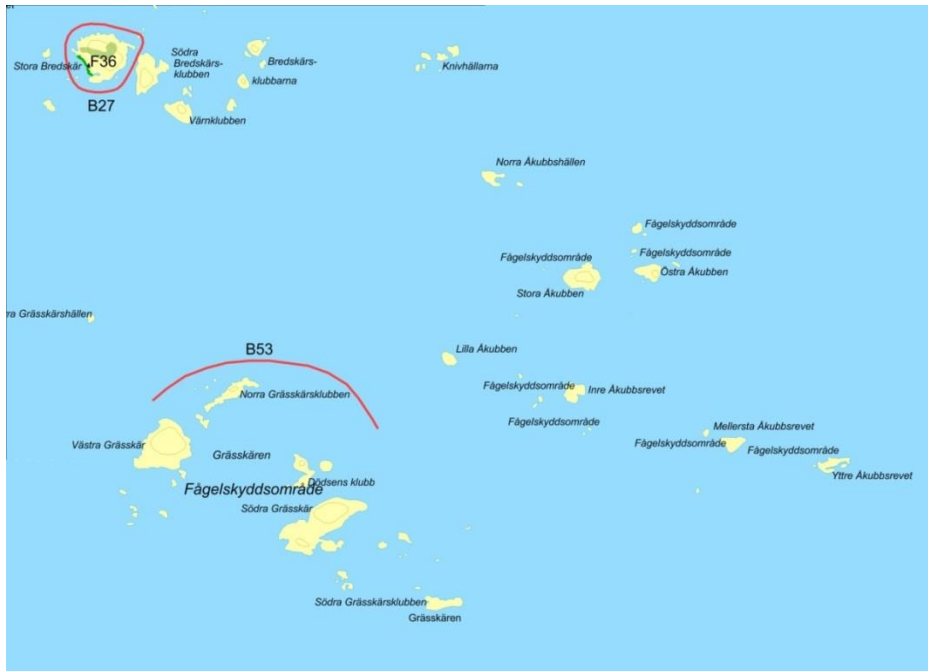 Södra
Bredskärs-
klubben
Bredskärs-
klubbarna
Knivhällarna
Stora Bredskär
F36
B27
Värnklubben
Norra Åkubbshällen
Fågelskyddsområde
Fågelskyddsområde
Fågelskyddsområde
Östra Åkubben
Stora Åkubben
ra Grässkärshällen
B53
Lilla Åkubben
Fågelskyddsområde
Inre Åkubbsrevet
Norra Grässkärsklubben
Fågelskyddsområde
Mellersta Åkubbsrevet
Västra Grässkär
Fågelskyddsområde
Fågelskyddsområde
Grässkären
Yttre Åkubbsrevet
Dödsens klubb
Fågelskyddsområde
Södra Grässkär
Södra Grässkärsklubben
Grässkären